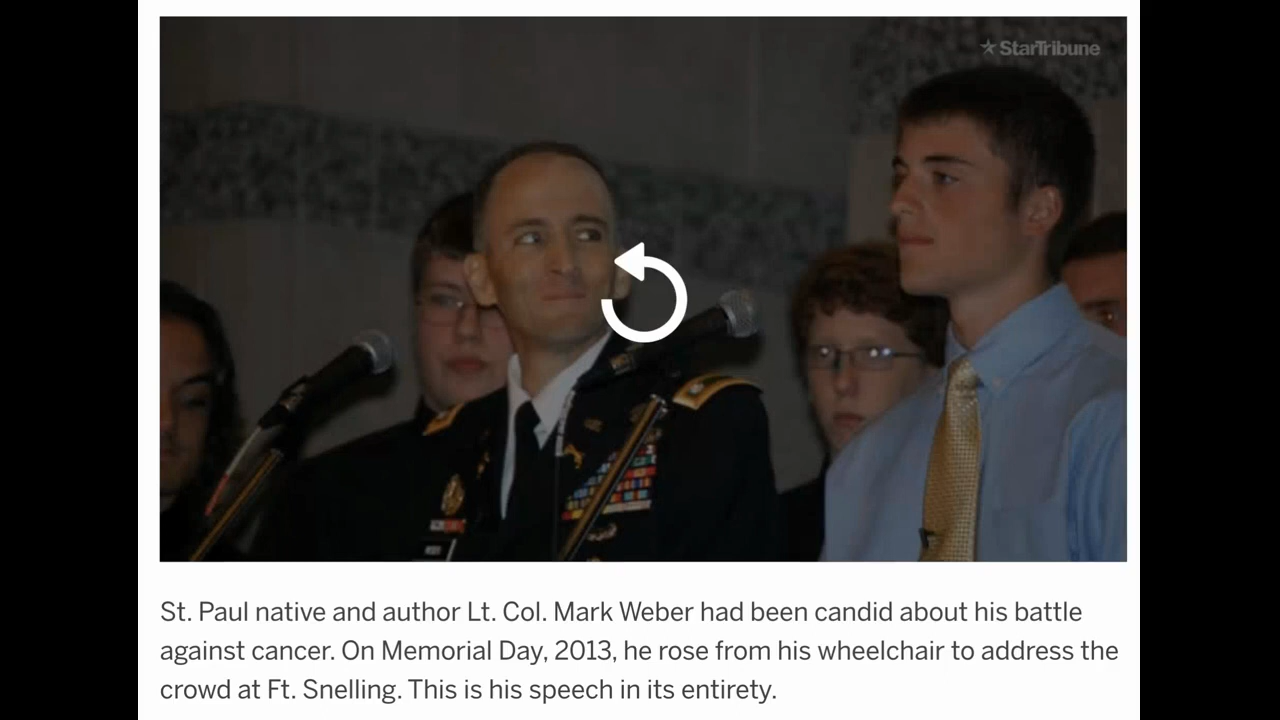 StarTribune
St. Paul native and author Lt. Col. Mark Weber had been candid about his battle
against cancer. On Memorial Day, 2013, he rose from his wheelchair to address the
crowd at Ft. Snelling. This is his speech in its entirety.